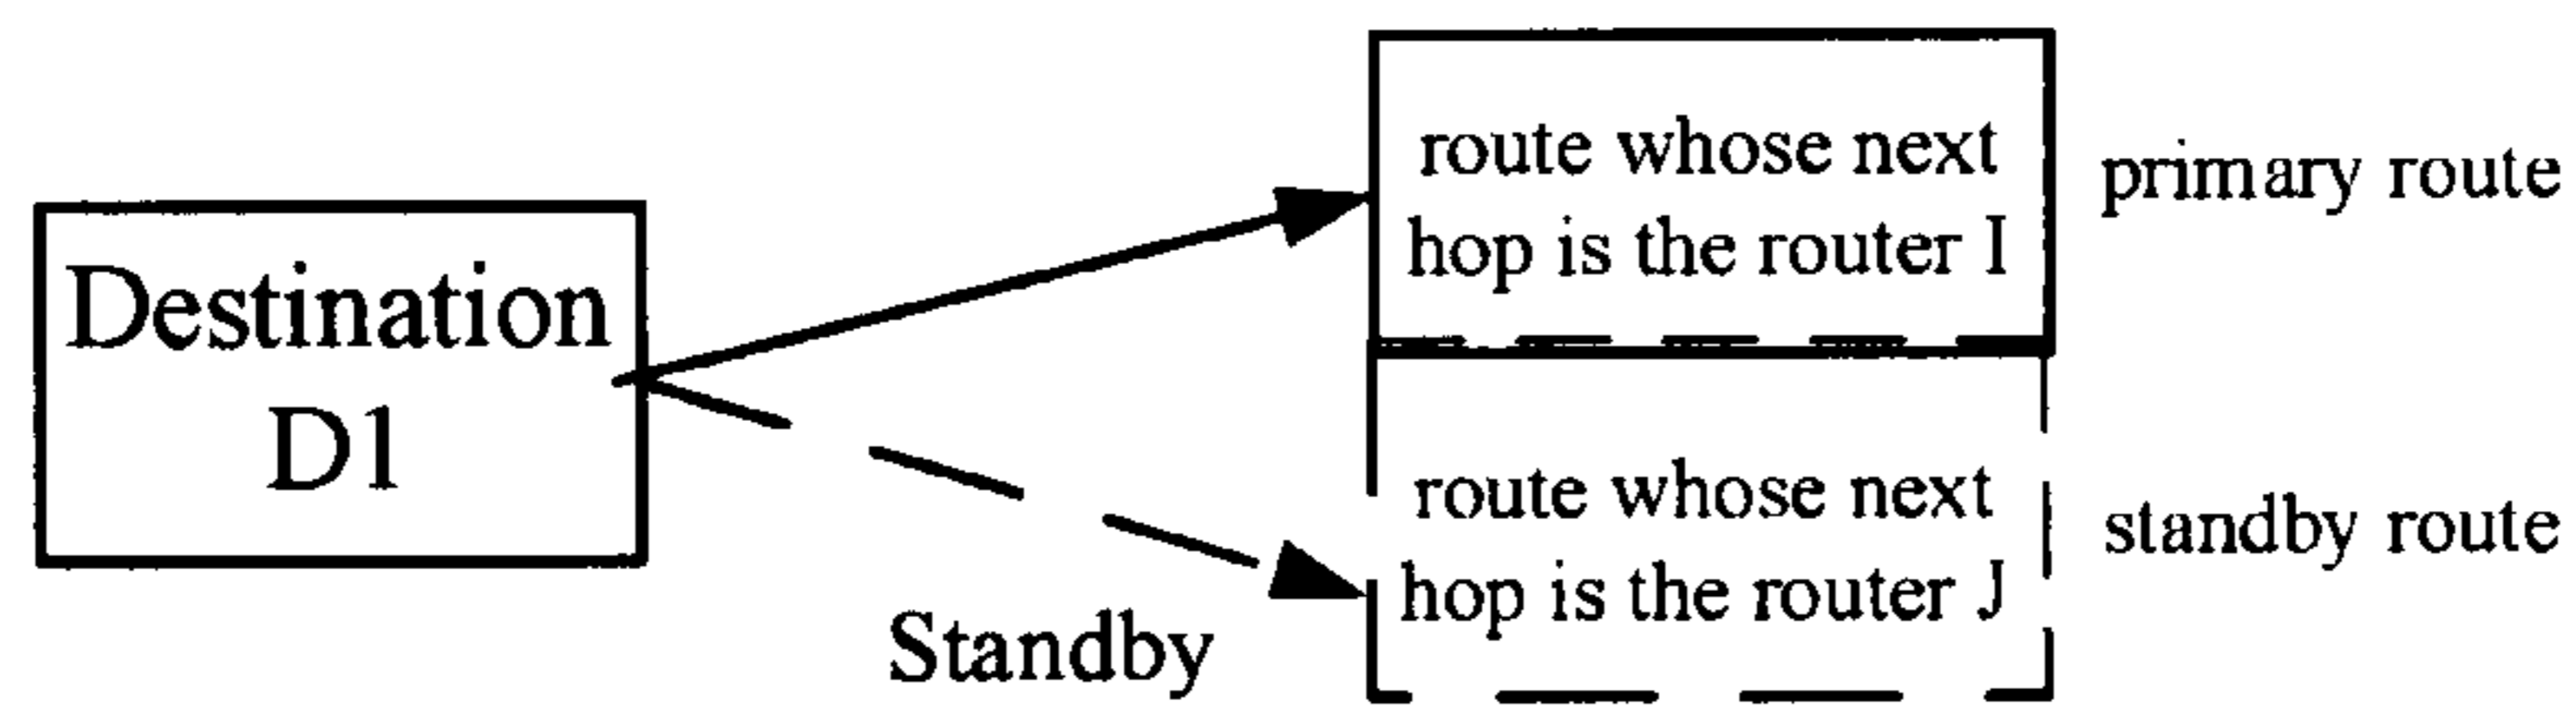 Destination
D1
route whose next
hop is the router I
primary route
route whose next
hop is the router J
standby route
Standby